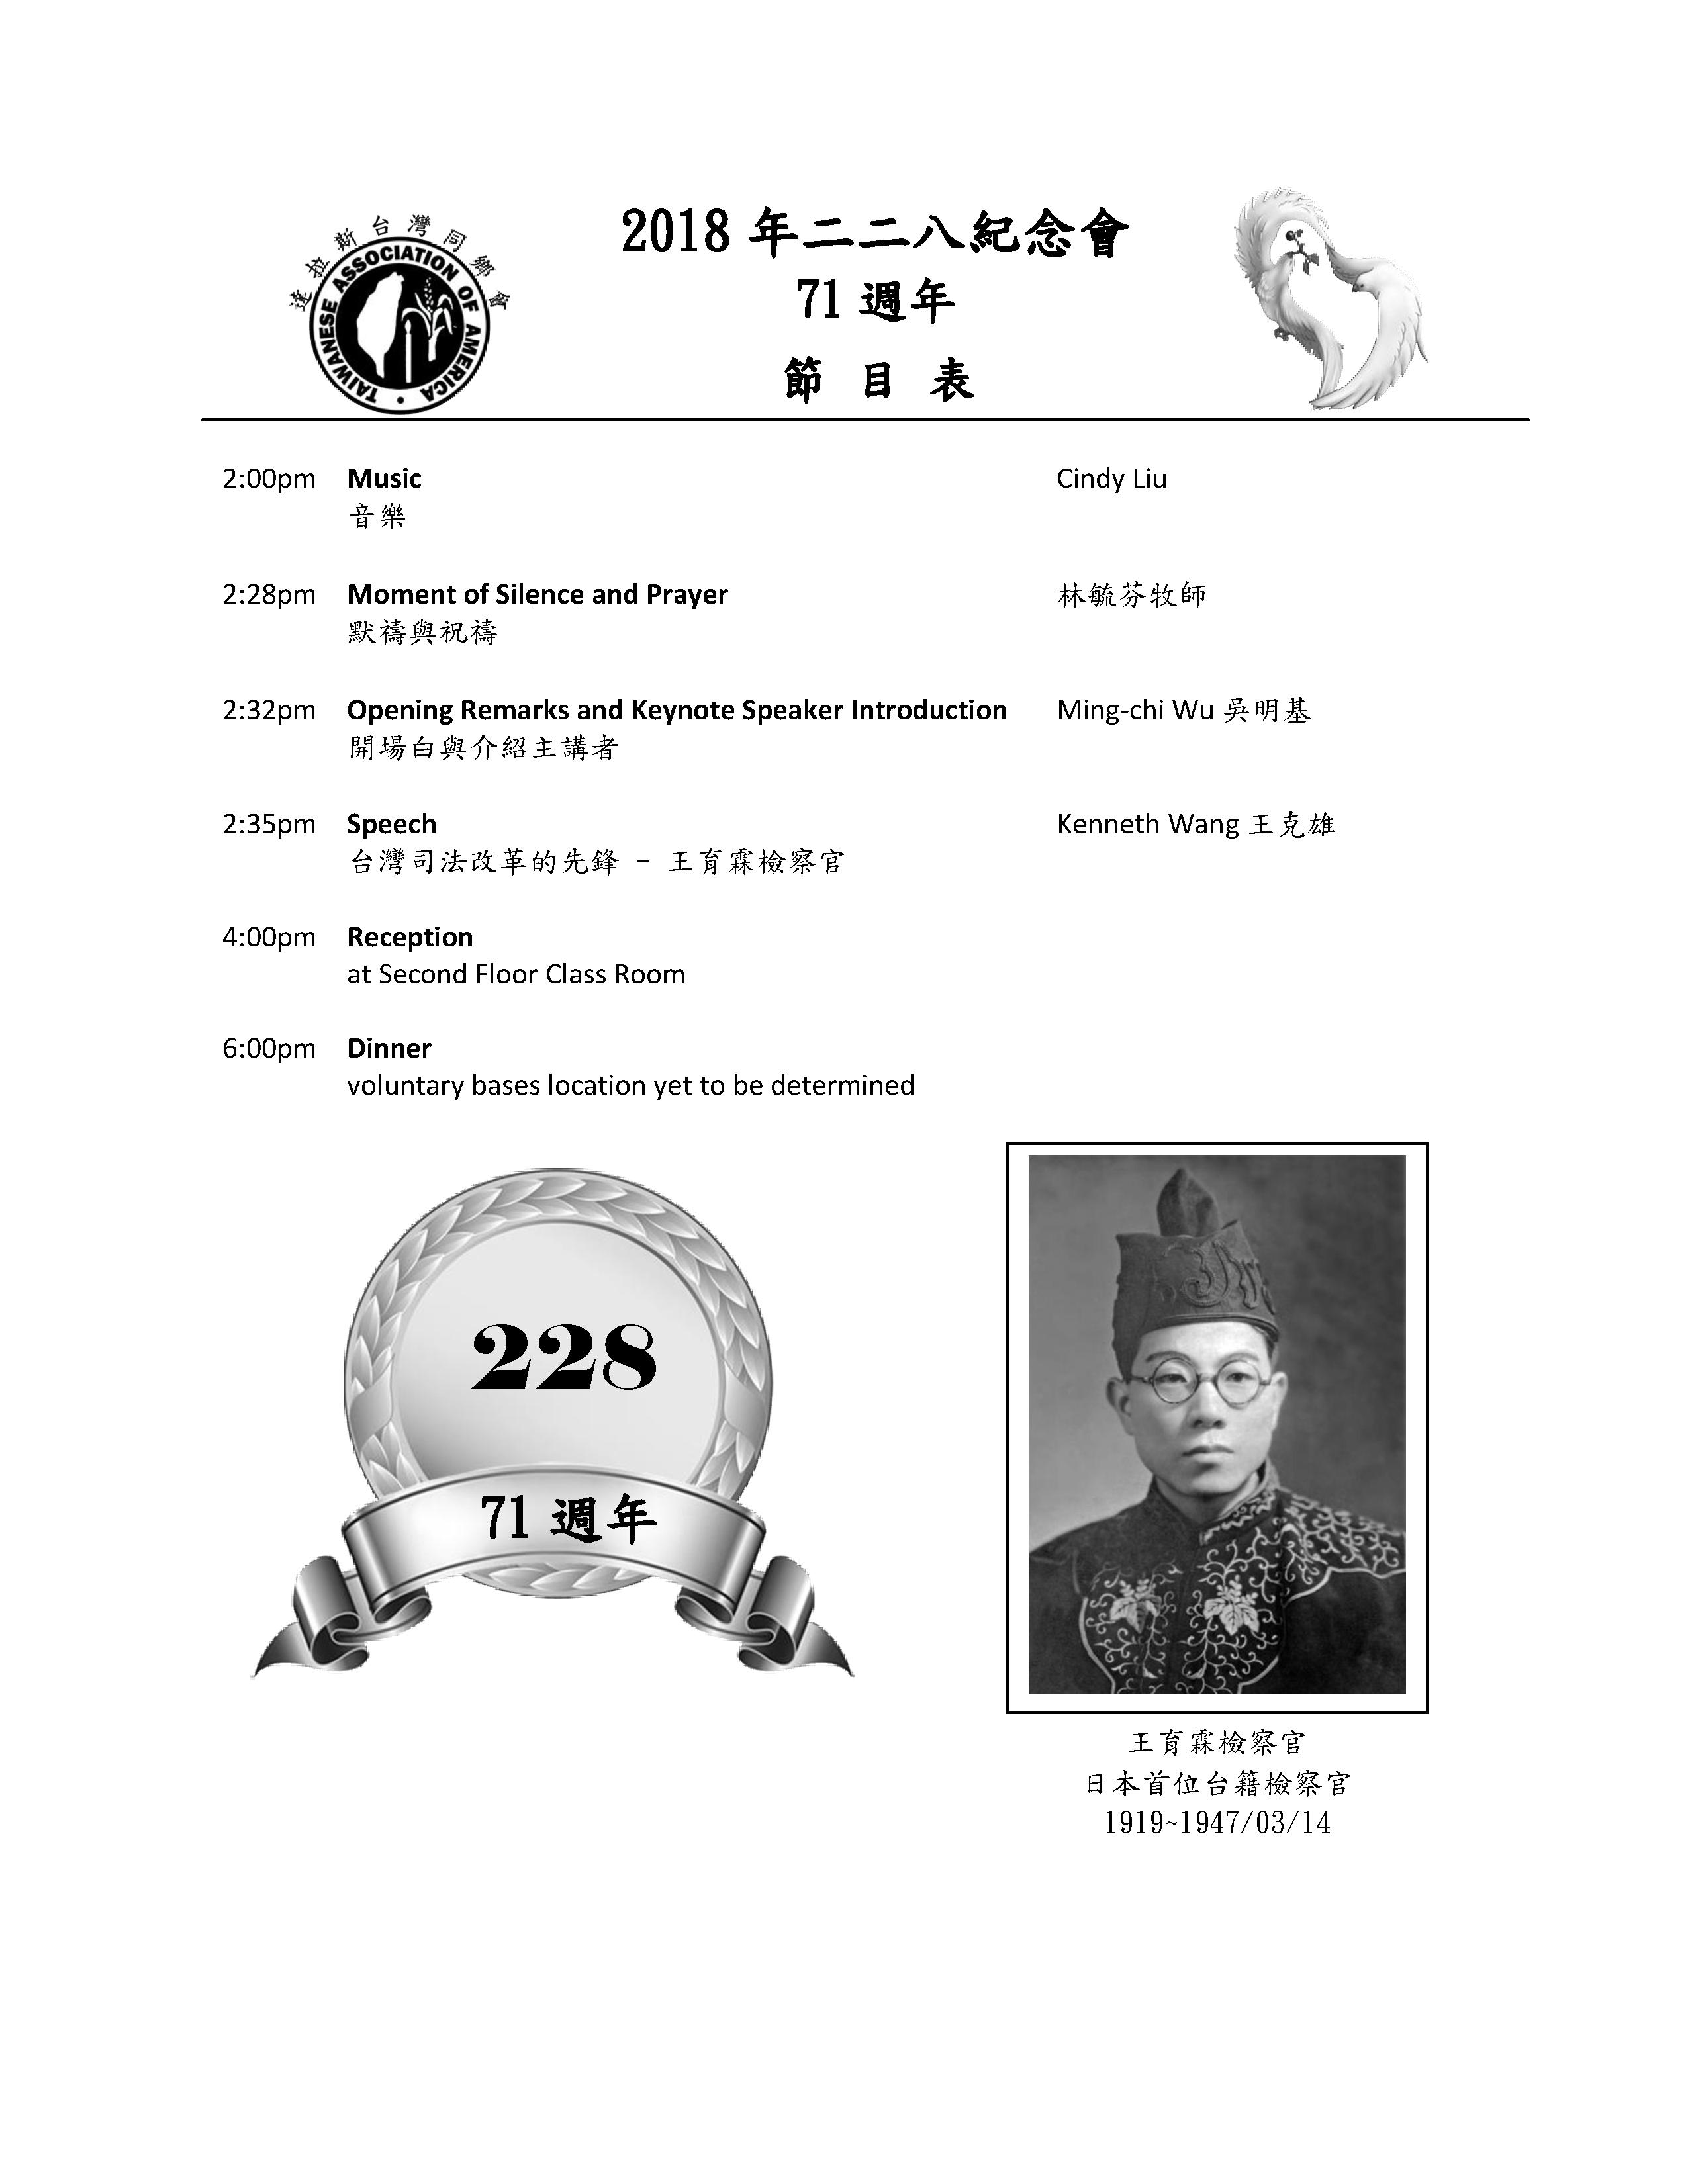 達拉斯台灣同鄉會
TAIWANESE ASSOCIATION OF AMERICA
2018 年二二八紀念會
71 週年
節 目 表
2:00pm Music Cindy Liu
音樂
2:28pm Moment of Silence and Prayer 林毓芬牧師
默禱與祝禱
2:32pm Opening Remarks and Keynote Speaker Introduction Ming-chi Wu 吳明基
開場白與介紹主講者
2:35pm Speech Kenneth Wang 王克雄
台灣司法改革的先鋒 - 王育霖檢察官
4:00pm Reception
at Second Floor Class Room
6:00pm Dinner
voluntary bases location yet to be determined
228
71 週年
王育霖檢察官
日本首位台籍檢察官
1919~1947/03/14